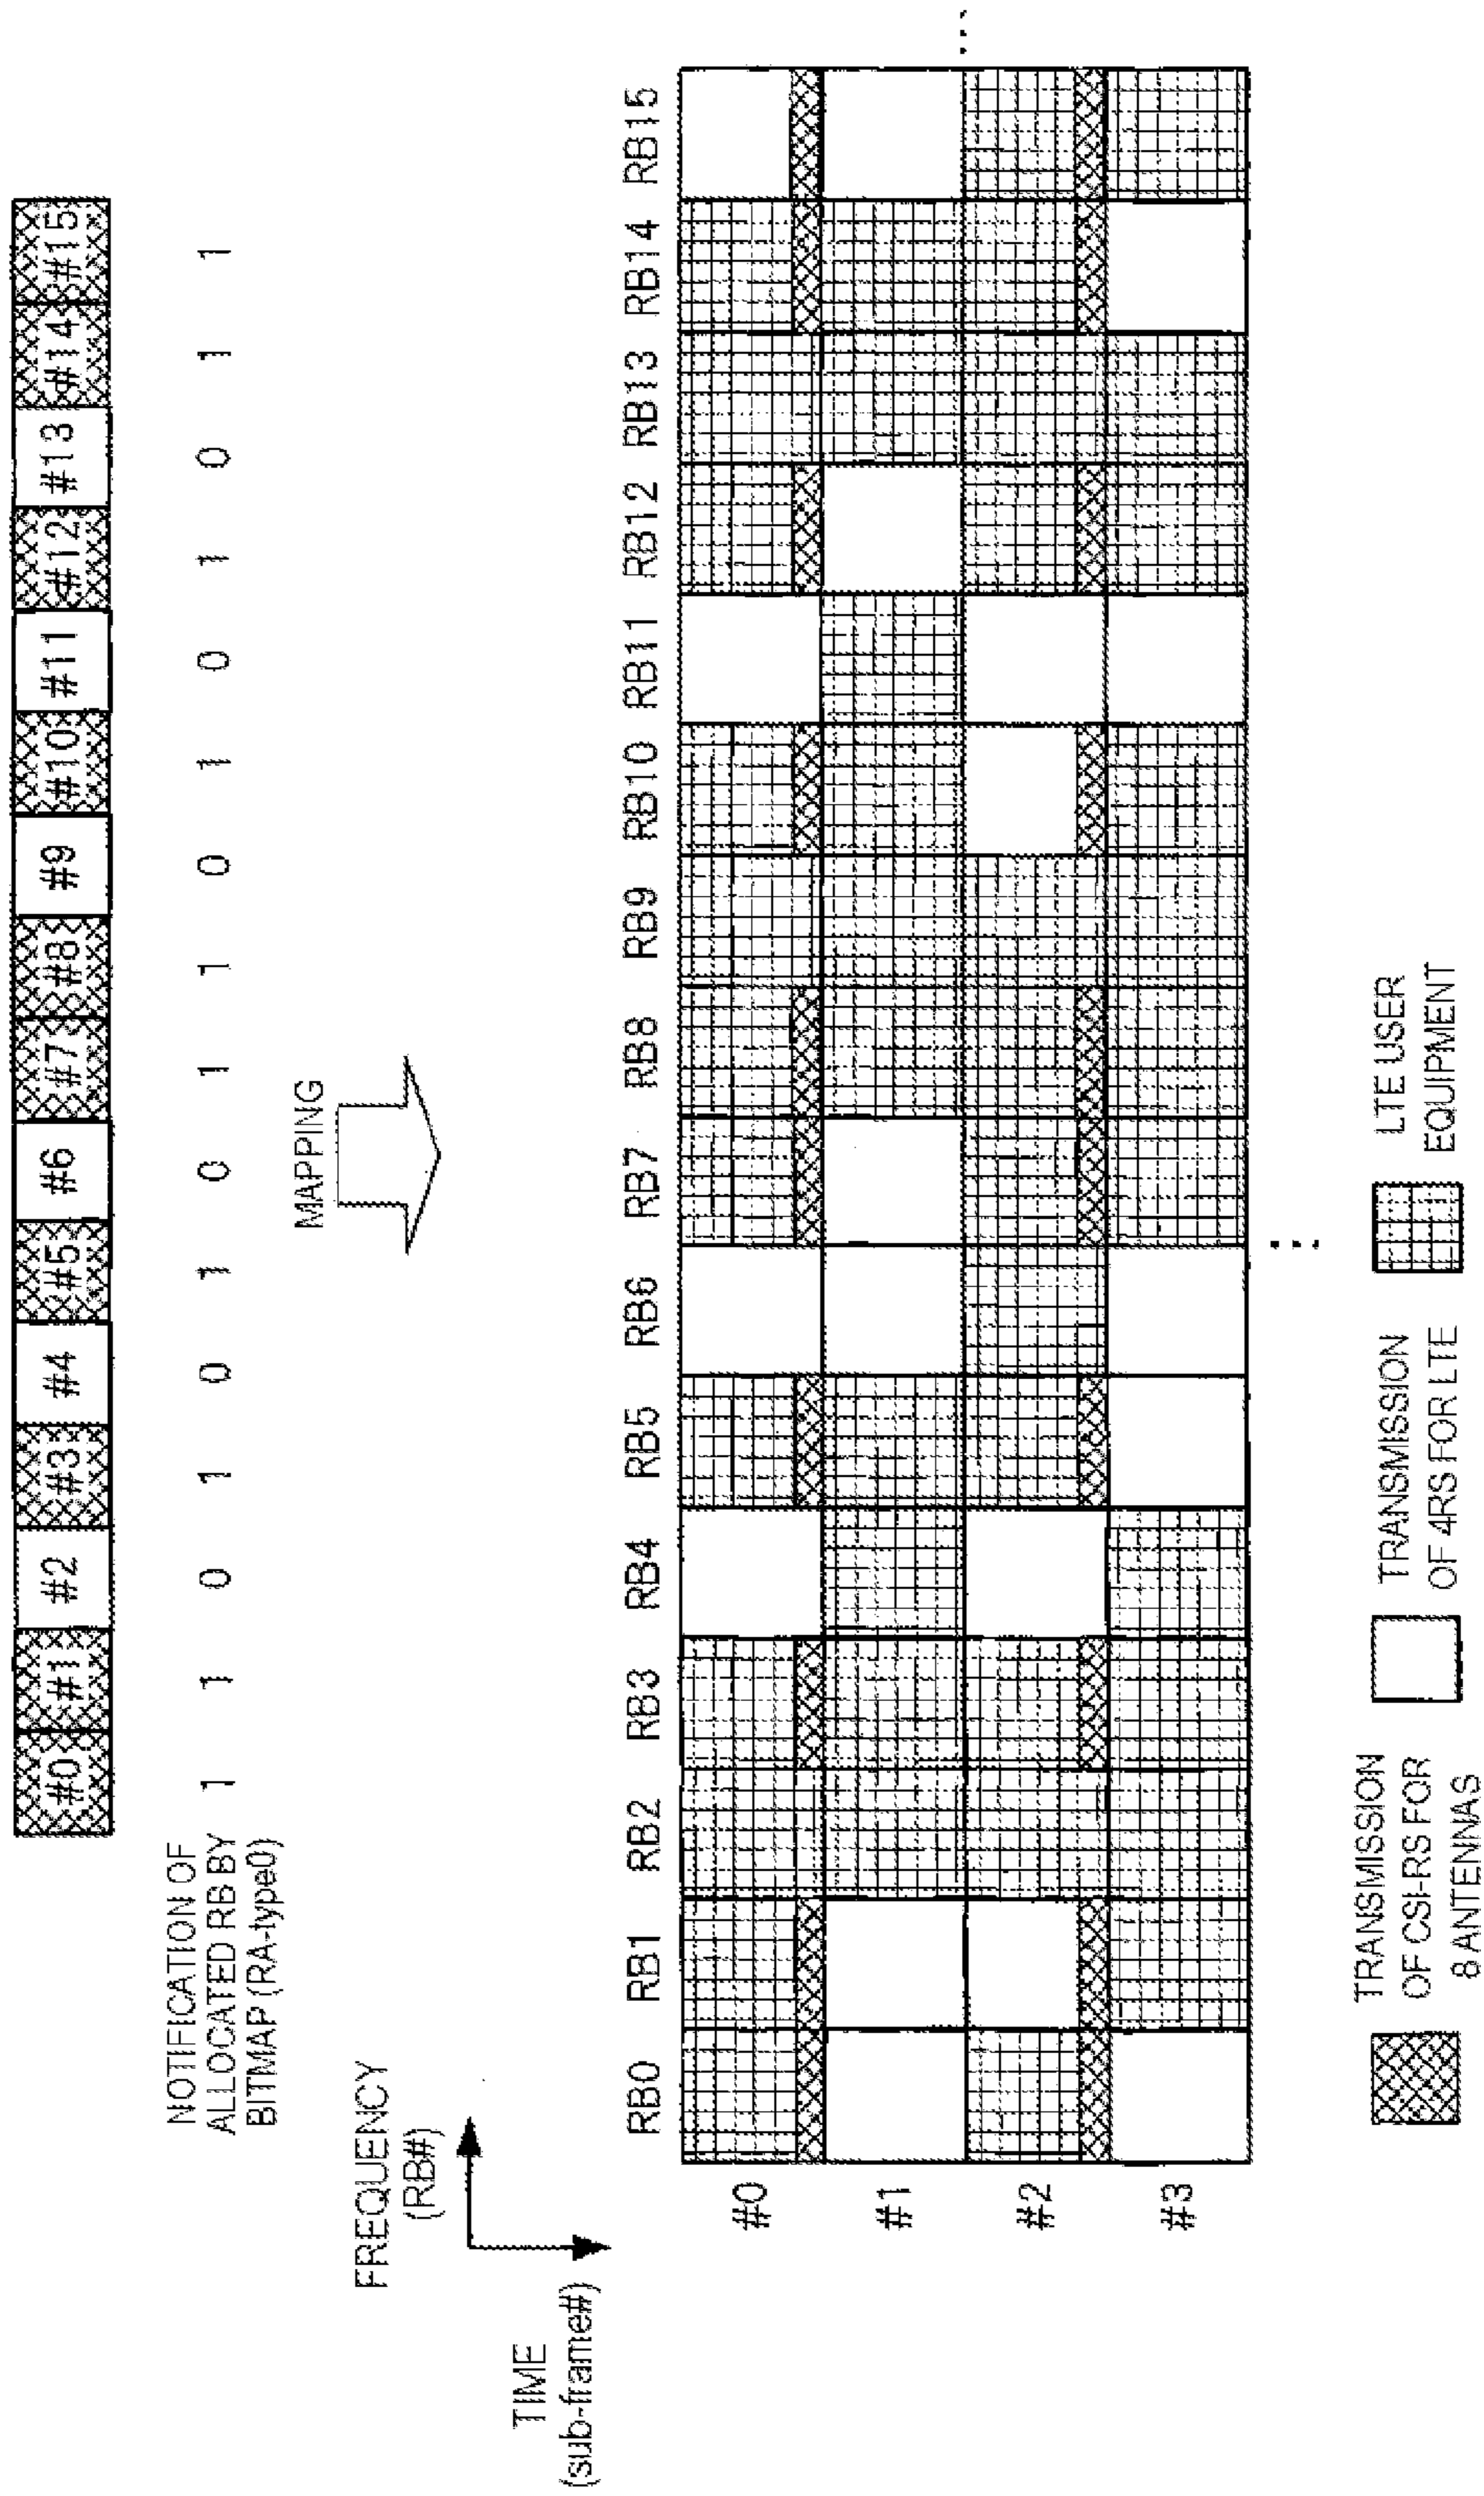 #0 #1 #2 #3 #4 #5 #6 #7 #8 #9 #10 #11 #12 #13 #14 #15
NOTIFICATION OF
ALLOCATED RB BY
BITMAP (RA-type0)
1 1 0 1 0 1 0 1 1 0 1 0 1 0 1 1
MAPPING
FREQUENCY
(RB#)
TIME
(sub-frame#)
RB0 RB1 RB2 RB3 RB4 RB5 RB6 RB7 RB8 RB9 RB10 RB11 RB12 RB13 RB14 RB15
#0
#1
#2
#3
...
...
TRANSMISSION
OF CSI-RS FOR
8 ANTENNAS
TRANSMISSION
OF 4RS FOR LTE
LTE USER
EQUIPMENT